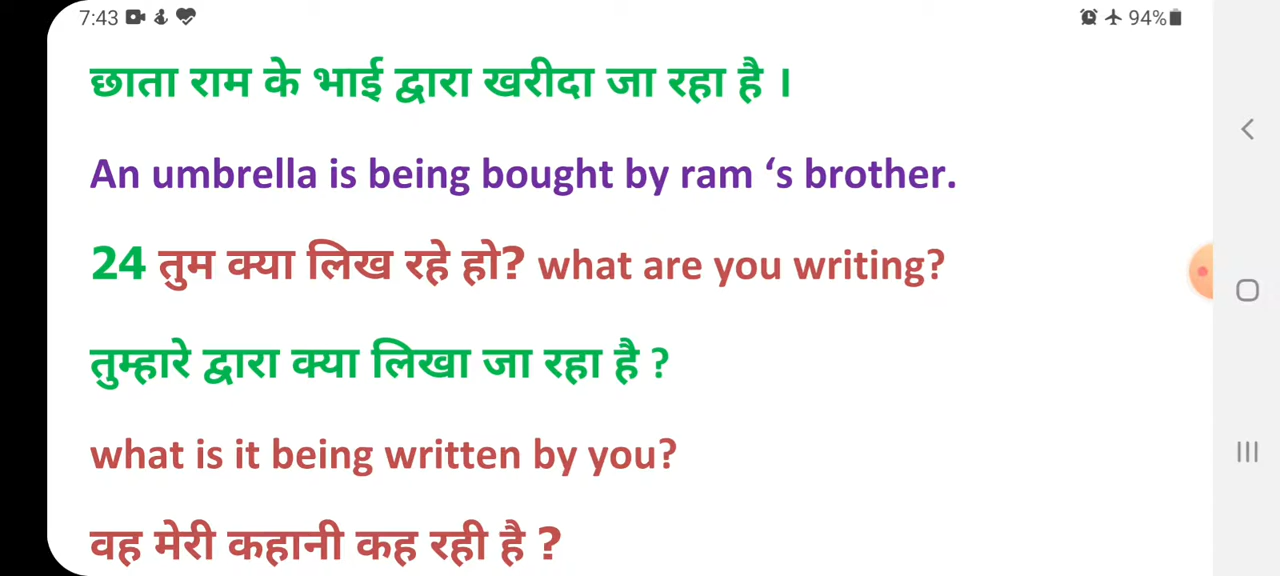 7:43 94%
छाता राम के भाई द्वारा खरीदा जा रहा है ।
An umbrella is being bought by ram ‘s brother.
24 तुम क्या लिख रहे हो? what are you writing?
तुम्हारे द्वारा क्या लिखा जा रहा है ?
what is it being written by you?
वह मेरी कहानी कह रही है ?